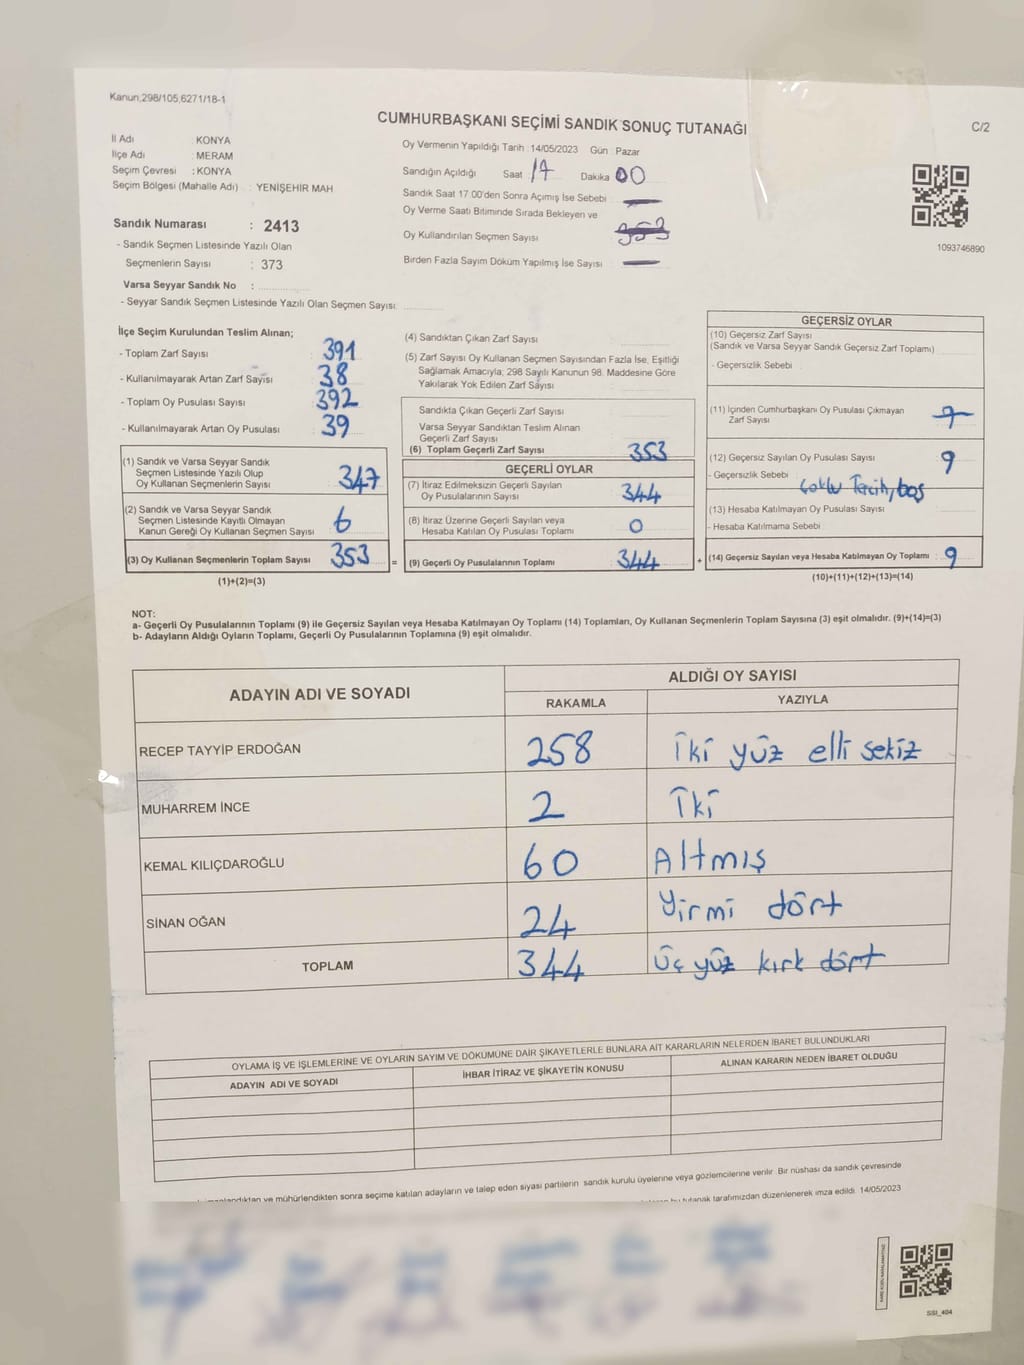 Kanun,298/105,6271/18-1
CUMHURBAŞKANI SEÇİMİ SANDIK SONUÇ TUTANAĞI
C/2
İl Adı : KONYA
İlçe Adı : MERAM
Seçim Çevresi : KONYA
Seçim Bölgesi (Mahalle Adı) : YENİŞEHİR MAH.
Oy Vermenin Yapıldığı Tarih :14/05/2023 Gün : Pazar
Sandığın Açıldığı Saat 17 Dakika 00
Sandık Saat 17.00'den Sonra Açımış İse Sebebi
Oy Verme Saati Bitiminde Sırada Bekleyen ve
Oy Kullandırılan Seçmen Sayısı 353
Birden Fazla Sayım Döküm Yapılmış İse Sayısı
1093746890
Sandık Numarası : 2413
- Sandık Seçmen Listesinde Yazılı Olan
Seçmenlerin Sayısı : 373
Varsa Seyyar Sandık No :
- Seyyar Sandık Seçmen Listesinde Yazılı Olan Seçmen Sayısı:
İlçe Seçim Kurulundan Teslim Alınan;
- Toplam Zarf Sayısı 391
- Kullanılmayarak Artan Zarf Sayısı 38
- Toplam Oy Pusulası Sayısı 392
- Kullanılmayarak Artan Oy Pusulası 39
(1) Sandık ve Varsa Seyyar Sandık
Seçmen Listesinde Yazılı Olup
Oy Kullanan Seçmenlerin Sayısı 347
(2) Sandık ve Varsa Seyyar Sandık
Seçmen Listesinde Kayıtlı Olmayan
Kanun Gereği Oy Kullanan Seçmen Sayısı 6
(3) Oy Kullanan Seçmenlerin Toplam Sayısı 353
(1)+(2)=(3)
(4) Sandıktan Çıkan Zarf Sayısı
(5) Zarf Sayısı Oy Kullanan Seçmen Sayısından Fazla İse, Eşitliği
Sağlamak Amacıyla; 298 Sayılı Kanunun 98. Maddesine Göre
Yakılarak Yok Edilen Zarf Sayısı
Sandıkta Çıkan Geçerli Zarf Sayısı
Varsa Seyyar Sandıktan Teslim Alınan
Geçerli Zarf Sayısı
(6) Toplam Geçerli Zarf Sayısı 353
GEÇERLİ OYLAR
(7) İtiraz Edilmeksizin Geçerli Sayılan
Oy Pusulalarının Sayısı 344
(8) İtiraz Üzerine Geçerli Sayılan veya
Hesaba Katılan Oy Pusulası Toplamı 0
= (9) Geçerli Oy Pusulalarının Toplamı 344 +
GEÇERSİZ OYLAR
(10) Geçersiz Zarf Sayısı
(Sandık ve Varsa Seyyar Sandık Geçersiz Zarf Toplamı)
- Geçersizlik Sebebi
(11) İçinden Cumhurbaşkanı Oy Pusulası Çıkmayan
Zarf Sayısı
(12) Geçersiz Sayılan Oy Pusulası Sayısı 9
- Geçersizlik Sebebi Çoklu Tercih, boş
(13) Hesaba Katılmayan Oy Pusulası Sayısı
- Hesaba Katılmama Sebebi
(14) Geçersiz Sayılan veya Hesaba Katılmayan Oy Toplamı : 9
(10)+(11)+(12)+(13)=(14)
NOT:
a- Geçerli Oy Pusulalarının Toplamı (9) ile Geçersiz Sayılan veya Hesaba Katılmayan Oy Toplamı (14) Toplamları, Oy Kullanan Seçmenlerin Toplam Sayısına (3) eşit olmalıdır. (9)+(14)=(3)
b- Adayların Aldığı Oyların Toplamı, Geçerli Oy Pusulalarının Toplamına (9) eşit olmalıdır.
ADAYIN ADI VE SOYADI
ALDIĞI OY SAYISI
RAKAMLA YAZIYLA
RECEP TAYYİP ERDOĞAN 258 İki yüz elli sekiz
MUHARREM İNCE 2 İki
KEMAL KILIÇDAROĞLU 60 Altmış
SİNAN OĞAN 24 Yirmi dört
TOPLAM 344 üç yüz kırk dört
OYLAMA İŞ VE İŞLEMLERİNE VE OYLARIN SAYIM VE DÖKÜMÜNE DAİR ŞİKAYETLERLE BUNLARA AİT KARARLARIN NELERDEN İBARET BULUNDUKLARI
ADAYIN ADI VE SOYADI İHBAR İTİRAZ VE ŞİKAYETİN KONUSU ALINAN KARARIN NEDEN İBARET OLDUĞU
ve mühürlendikten sonra seçime katılan adayların ve talep eden siyasi partilerin sandık kurulu üyelerine veya gözlemcilerine verilir. Bir nüshası da sandık çevresinde
bu tutanak tarafımızdan düzenlenerek imza edildi. 14/05/2023
SSI_404